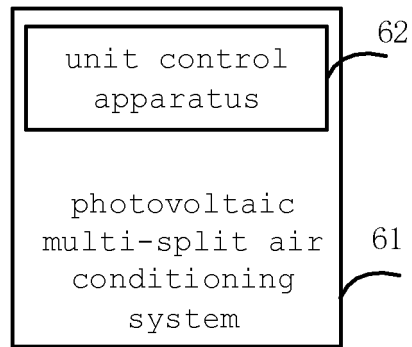 62
unit control
apparatus
photovoltaic
multi-split air
conditioning
system
61